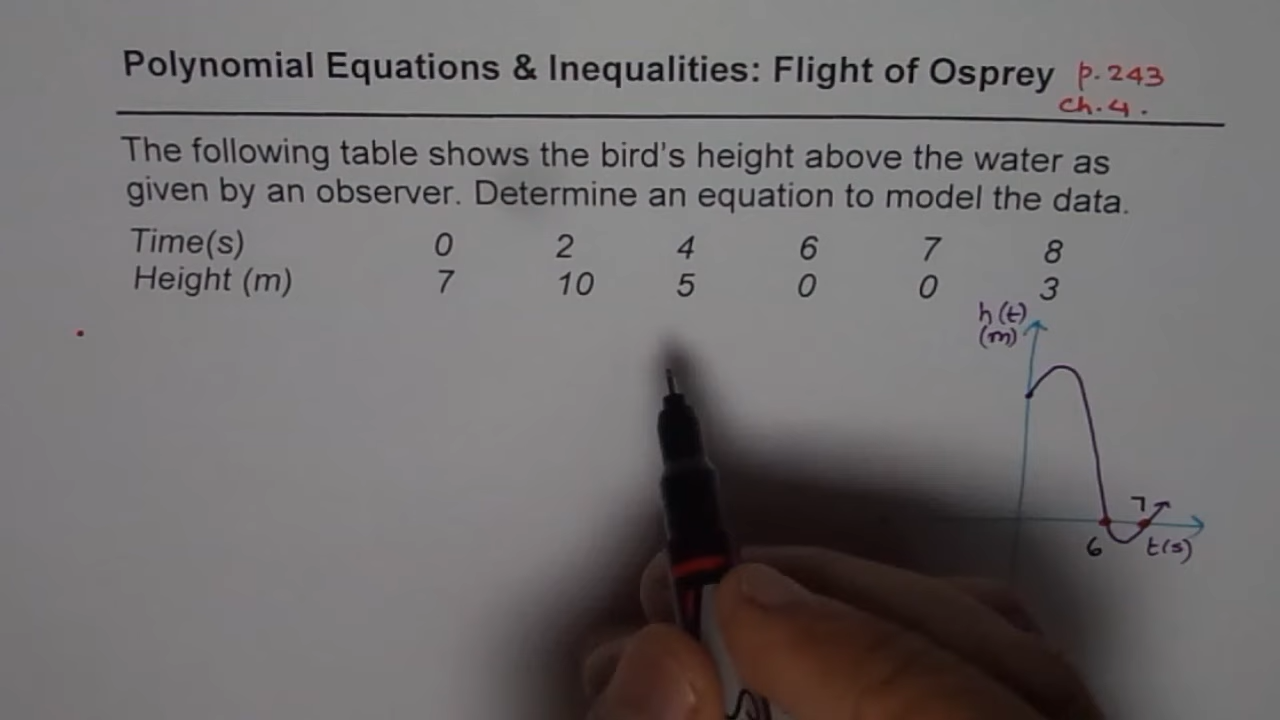 Polynomial Equations & Inequalities: Flight of Osprey p.243
ch.4.
The following table shows the bird's height above the water as
given by an observer. Determine an equation to model the data.
Time(s) 0 2 4 6 7 8
Height (m) 7 10 5 0 0 3
h(t)
(m)
7
6 t(s)